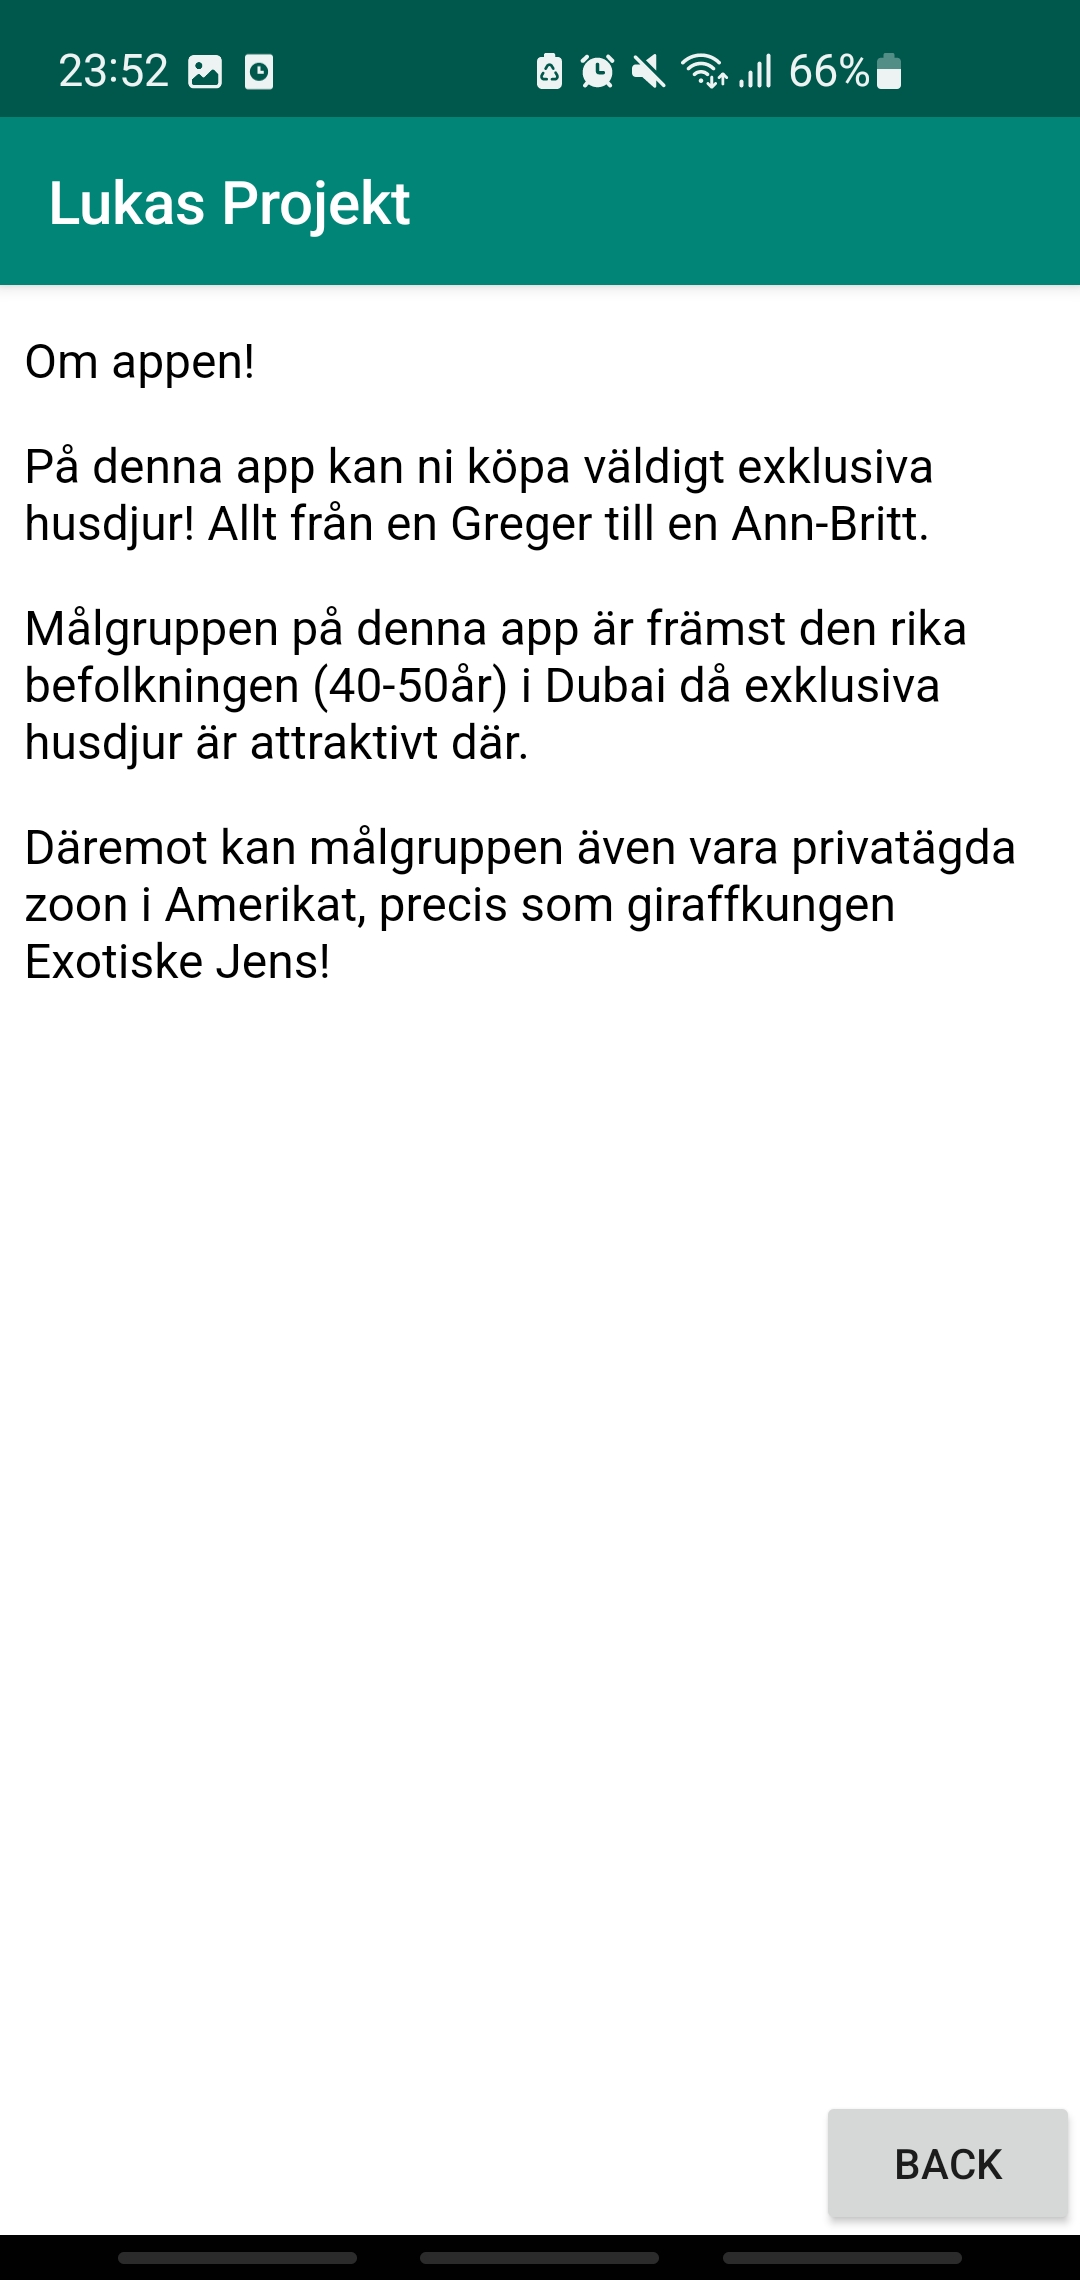 23:52 66%
Lukas Projekt
Om appen!
På denna app kan ni köpa väldigt exklusiva
husdjur! Allt från en Greger till en Ann-Britt.
Målgruppen på denna app är främst den rika
befolkningen (40-50år) i Dubai då exklusiva
husdjur är attraktivt där.
Däremot kan målgruppen även vara privatägda
zoon i Amerikat, precis som giraffkungen
Exotiske Jens!
BACK